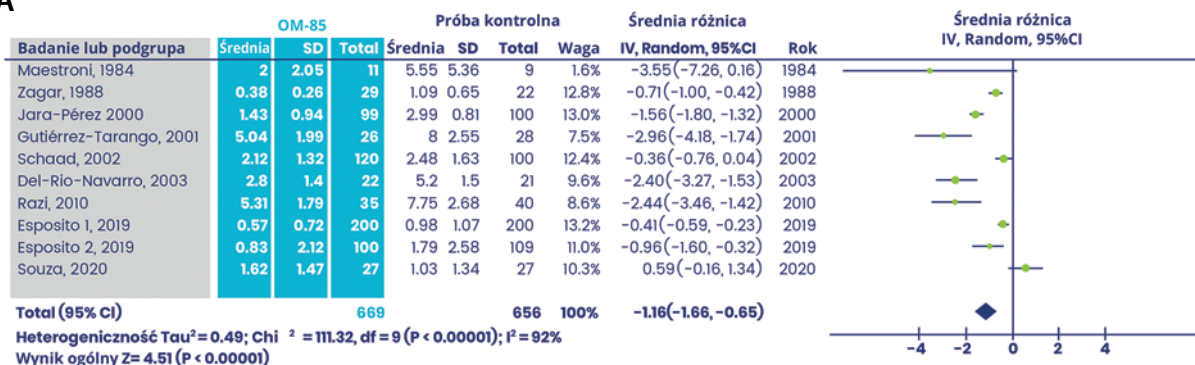 A
OM-85 Próba kontrolna Średnia różnica Średnia różnica
Badanie lub podgrupa Średnia SD Total Średnia SD Total Waga IV, Random, 95%CI Rok IV, Random, 95%CI
Maestroni, 1984 2 2.05 11 5.55 5.36 9 1.6% -3.55(-7.26, 0.16) 1984
Zagar, 1988 0.38 0.26 29 1.09 0.65 22 12.8% -0.71(-1.00, -0.42) 1988
Jara-Pérez 2000 1.43 0.94 99 2.99 0.81 100 13.0% -1.56(-1.80, -1.32) 2000
Gutiérrez-Tarango, 2001 5.04 1.99 26 8 2.55 28 7.5% -2.96(-4.18, -1.74) 2001
Schaad, 2002 2.12 1.32 120 2.48 1.63 100 12.4% -0.36(-0.76, 0.04) 2002
Del-Rio-Navarro, 2003 2.8 1.4 22 5.2 1.5 21 9.6% -2.40(-3.27, -1.53) 2003
Razi, 2010 5.31 1.79 35 7.75 2.68 40 8.6% -2.44(-3.46, -1.42) 2010
Esposito 1, 2019 0.57 0.72 200 0.98 1.07 200 13.2% -0.41(-0.59, -0.23) 2019
Esposito 2, 2019 0.83 2.12 100 1.79 2.58 109 11.0% -0.96(-1.60, -0.32) 2019
Souza, 2020 1.62 1.47 27 1.03 1.34 27 10.3% 0.59(-0.16, 1.34) 2020
Total (95% CI) 669 656 100% -1.16(-1.66, -0.65)
Heterogeniczność Tau²= 0.49; Chi ² = 111.32, df = 9 (P < 0.00001); I² = 92%
-4 -2 0 2 4
Wynik ogólny Z= 4.51 (P < 0.00001)